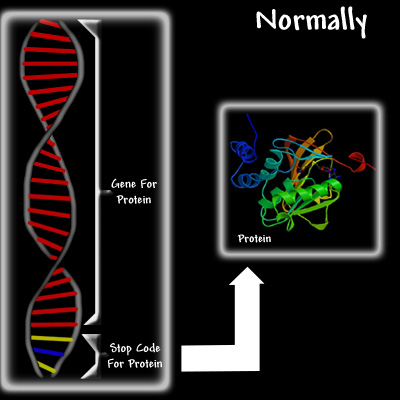 Normally
Gene For
Protein
Protein
Stop Code
For Protein